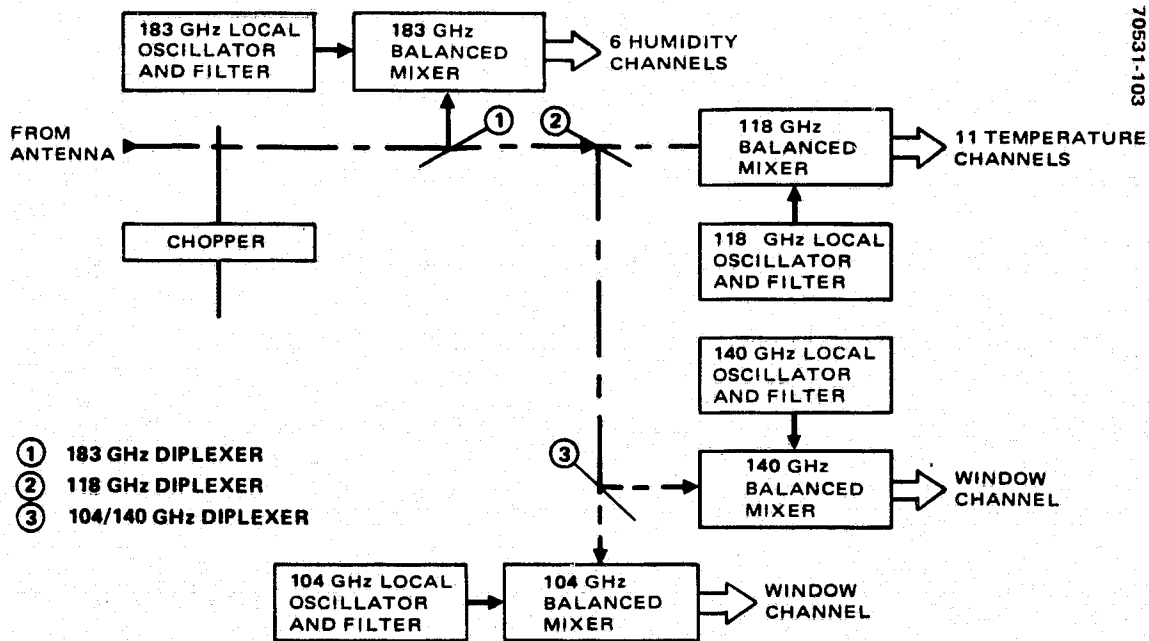 70531-103
183 GHz LOCAL
OSCILLATOR
AND FILTER
183 GHz
BALANCED
MIXER
6 HUMIDITY
CHANNELS
FROM
ANTENNA
1
2
118 GHz
BALANCED
MIXER
11 TEMPERATURE
CHANNELS
CHOPPER
118 GHz LOCAL
OSCILLATOR
AND FILTER
140 GHz LOCAL
OSCILLATOR
AND FILTER
1 183 GHz DIPLEXER
2 118 GHz DIPLEXER
3 104/140 GHz DIPLEXER
3
140 GHz
BALANCED
MIXER
WINDOW
CHANNEL
104 GHz LOCAL
OSCILLATOR
AND FILTER
104 GHz
BALANCED
MIXER
WINDOW
CHANNEL